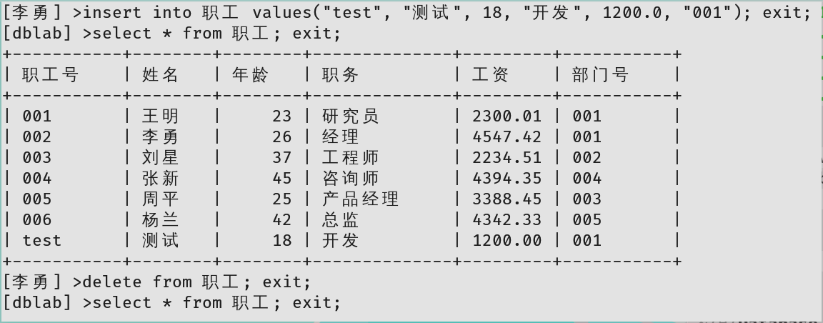 [李勇] >insert into 职工 values("test", "测试", 18, "开发", 1200.0, "001"); exit;
[dblab] >select * from 职工; exit;
+-----------+--------+--------+--------------+---------+-----------+
| 职工号 | 姓名 | 年龄 | 职务 | 工资 | 部门号 |
+-----------+--------+--------+--------------+---------+-----------+
| 001 | 王明 | 23 | 研究员 | 2300.01 | 001 |
| 002 | 李勇 | 26 | 经理 | 4547.42 | 001 |
| 003 | 刘星 | 37 | 工程师 | 2234.51 | 002 |
| 004 | 张新 | 45 | 咨询师 | 4394.35 | 004 |
| 005 | 周平 | 25 | 产品经理 | 3388.45 | 003 |
| 006 | 杨兰 | 42 | 总监 | 4342.33 | 005 |
| test | 测试 | 18 | 开发 | 1200.00 | 001 |
+-----------+--------+--------+--------------+---------+-----------+
[李勇] >delete from 职工; exit;
[dblab] >select * from 职工; exit;